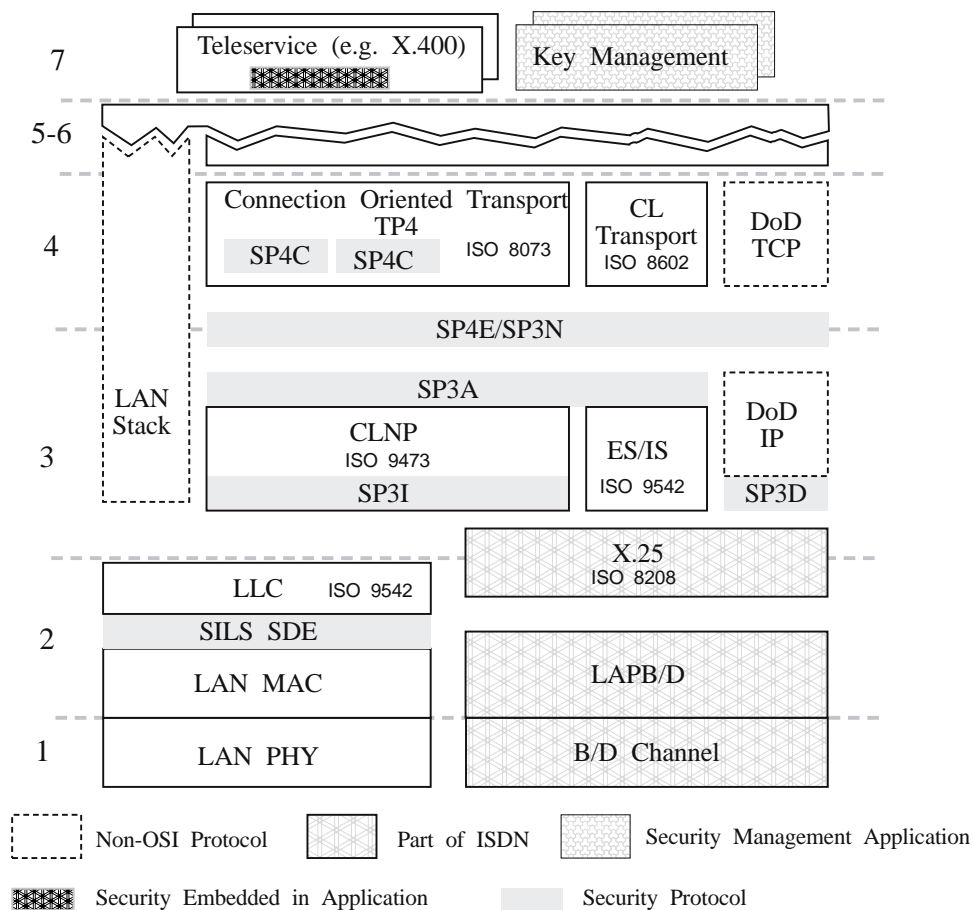 7
Teleservice (e.g. X.400)
Key Management
5-6
4
Connection Oriented Transport
TP4
SP4C
SP4C
ISO 8073
CL
Transport
ISO 8602
DoD
TCP
SP4E/SP3N
LAN
Stack
3
SP3A
CLNP
ISO 9473
SP3I
ES/IS
ISO 9542
DoD
IP
SP3D
X.25
ISO 8208
2
LLC
ISO 9542
SILS SDE
LAN MAC
LAPB/D
1
LAN PHY
B/D Channel
Non-OSI Protocol
Part of ISDN
Security Management Application
Security Embedded in Application
Security Protocol